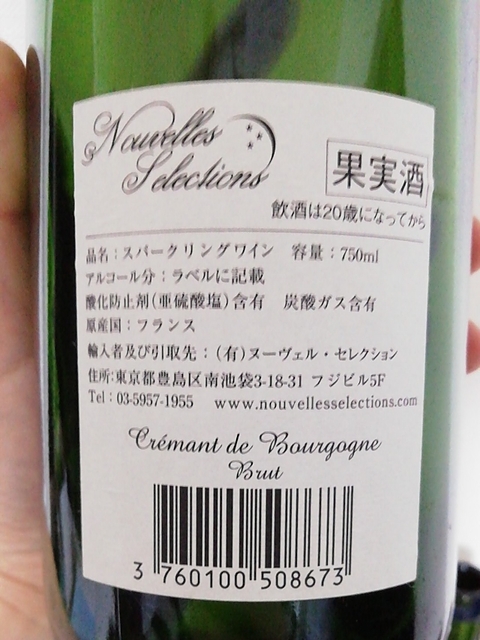 Nouvelles
Selections
果実酒
飲酒は20歳になってから
品名：スパークリングワイン　容量：750ml
アルコール分：ラベルに記載
酸化防止剤(亜硫酸塩)含有　炭酸ガス含有
原産国：フランス
輸入者及び引取先：(有)ヌーヴェル・セレクション
住所:東京都豊島区南池袋3-18-31 フジビル5F
Tel：03-5957-1955　www.nouvellesselections.com
Crémant de Bourgogne
Brut
3 760100 508673